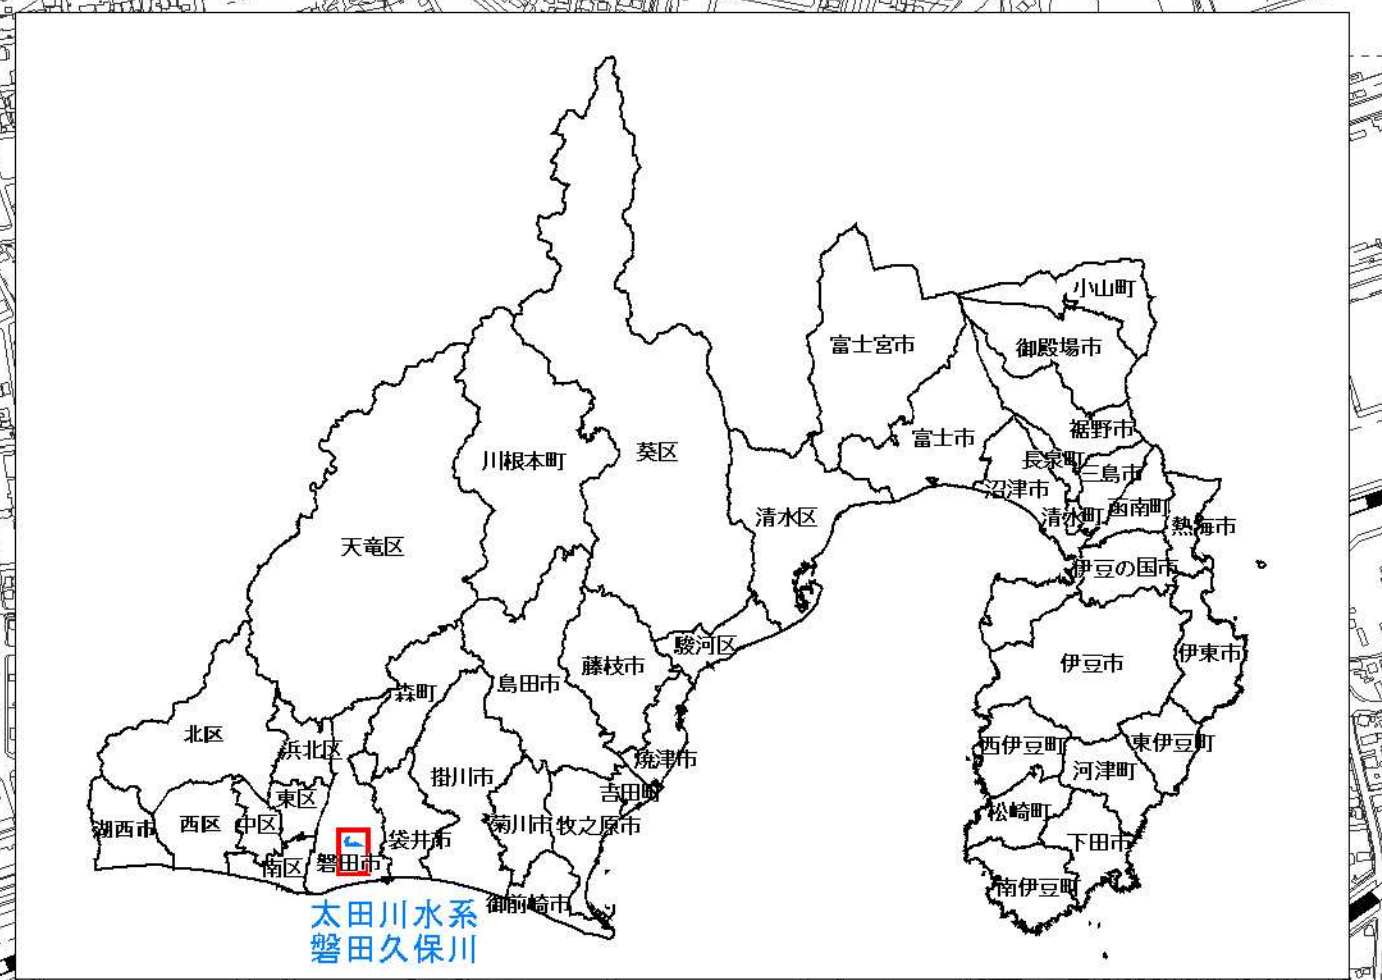 小山町
富士宮市
御殿場市
裾野市
富士市
川根本町
葵区
長泉町
三島市
沼津市
函南町
清水区
清水町
熱海市
天竜区
伊豆の国市
駿河区
伊東市
藤枝市
伊豆市
島田市
森町
北区
浜北区
西伊豆町
東伊豆町
焼津市
河津町
掛川市
吉田町
東区
松崎町
湖西市
西区
中区
菊川市
牧之原市
袋井市
下田市
磐田市
南区
南伊豆町
御前崎市
太田川水系
磐田久保川